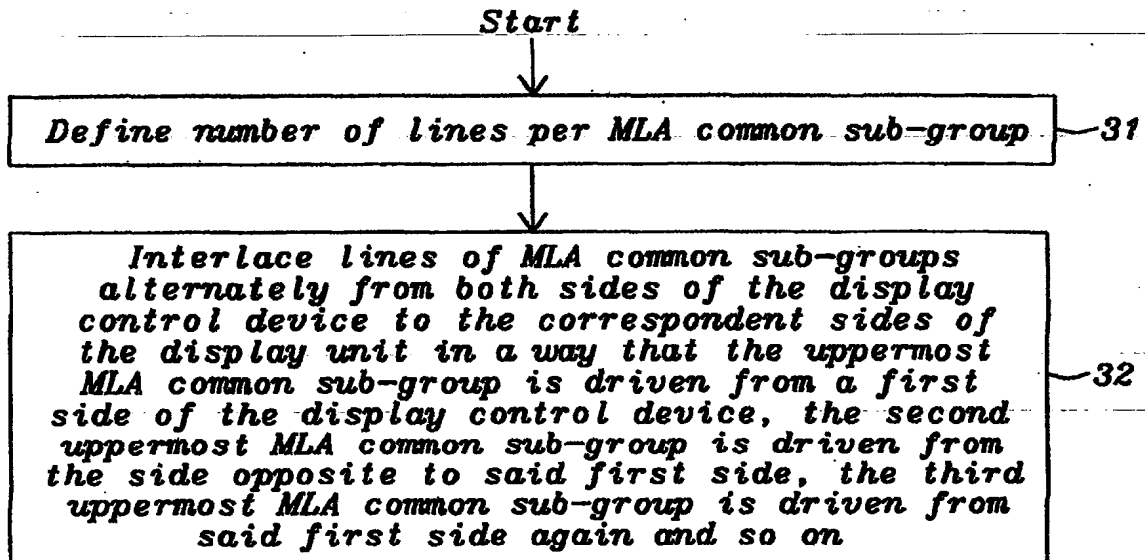 Start
Define number of lines per MLA common sub-group
31
Interlace lines of MLA common sub-groups
alternately from both sides of the display
control device to the correspondent sides of
the display unit in a way that the uppermost
MLA common sub-group is driven from a first
side of the display control device, the second
uppermost MLA common sub-group is driven from
the side opposite to said first side, the third
uppermost MLA common sub-group is driven from
said first side again and so on
32